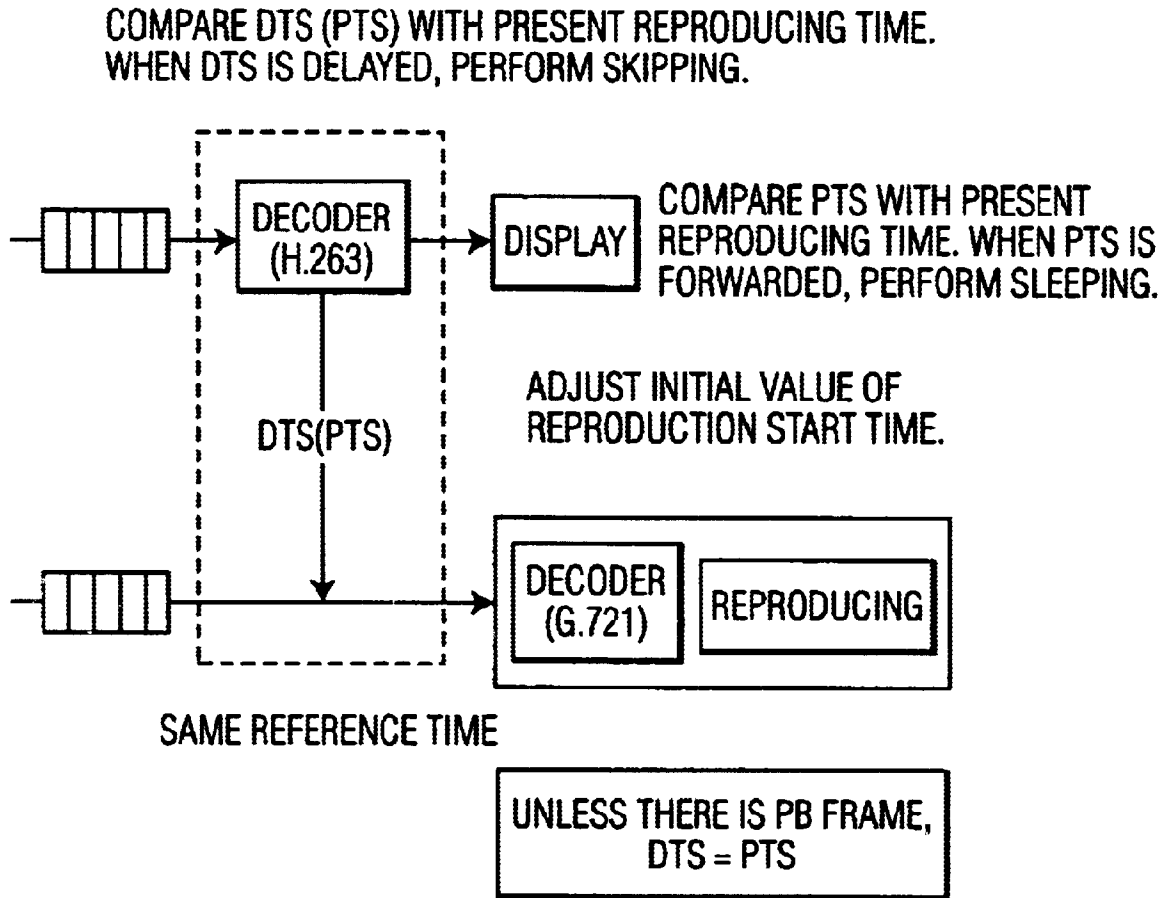 COMPARE DTS (PTS) WITH PRESENT REPRODUCING TIME.
WHEN DTS IS DELAYED, PERFORM SKIPPING.
DECODER
(H.263)
DISPLAY
COMPARE PTS WITH PRESENT
REPRODUCING TIME. WHEN PTS IS
FORWARDED, PERFORM SLEEPING.
DTS(PTS)
ADJUST INITIAL VALUE OF
REPRODUCTION START TIME.
DECODER
(G.721)
REPRODUCING
SAME REFERENCE TIME
UNLESS THERE IS PB FRAME,
DTS = PTS